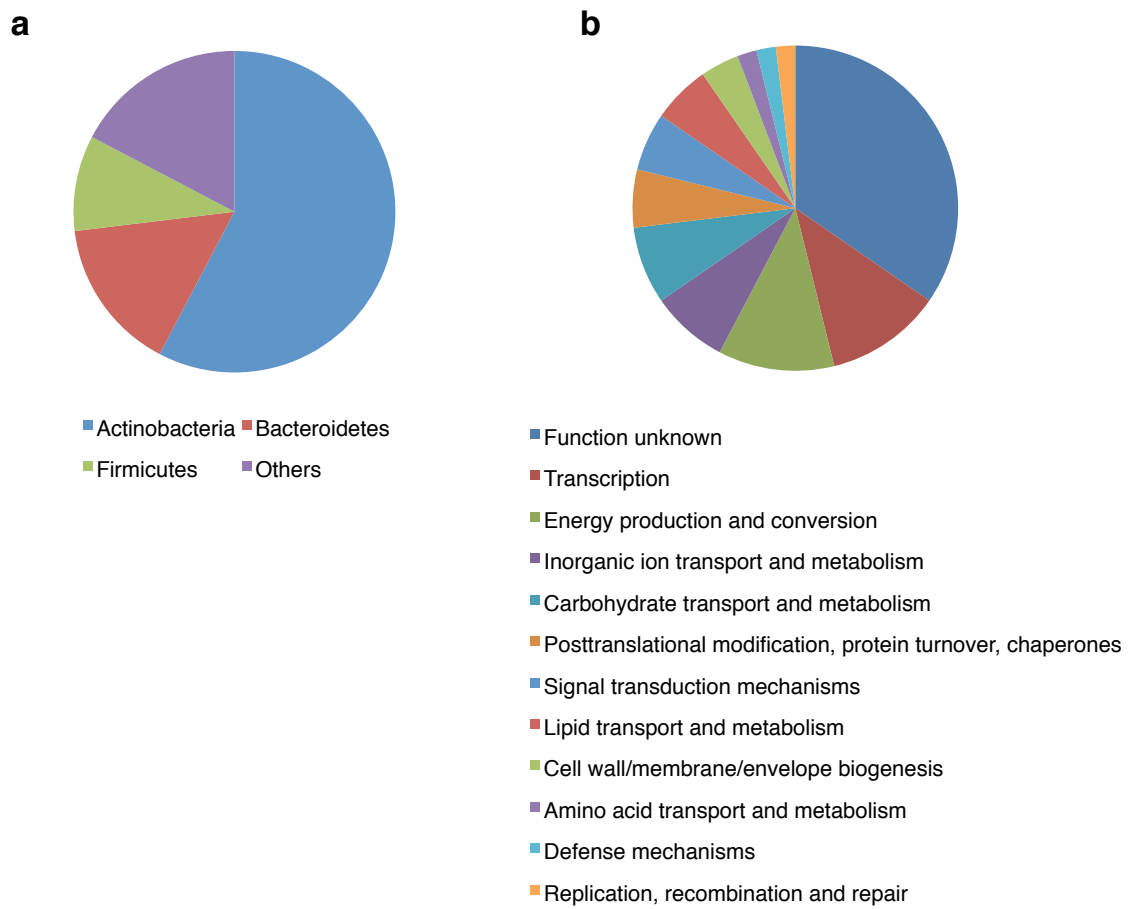 a
b
Actinobacteria Bacteroidetes
Firmicutes Others
Function unknown
Transcription
Energy production and conversion
Inorganic ion transport and metabolism
Carbohydrate transport and metabolism
Posttranslational modification, protein turnover, chaperones
Signal transduction mechanisms
Lipid transport and metabolism
Cell wall/membrane/envelope biogenesis
Amino acid transport and metabolism
Defense mechanisms
Replication, recombination and repair